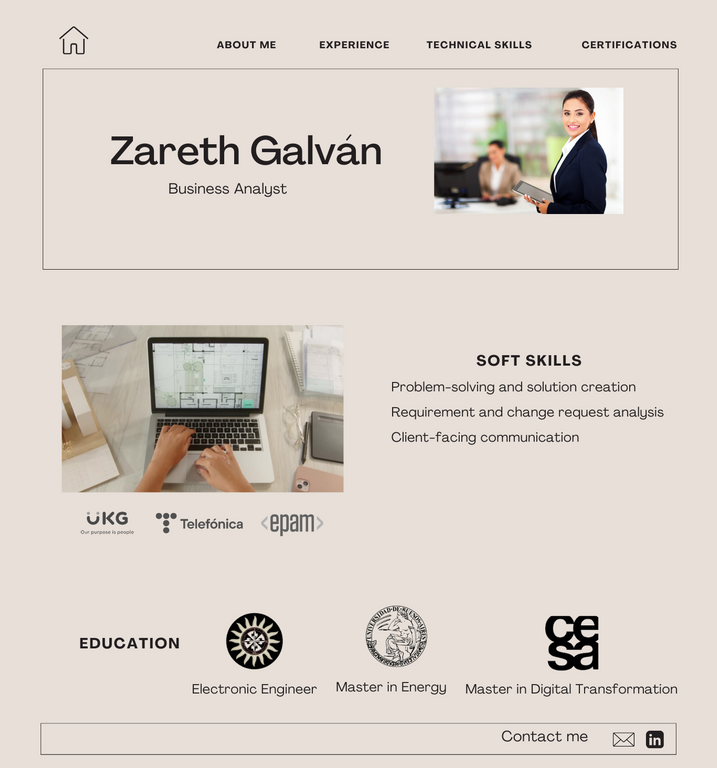 ABOUT ME
EXPERIENCE
TECHNICAL SKILLS
CERTIFICATIONS
Zareth Galván
Business Analyst
SOFT SKILLS
Problem-solving and solution creation
Requirement and change request analysis
Client-facing communication
UKG
Our purpose is people
Telefónica
<epam>
EDUCATION
UNIVERSIDAD·DE·BUENOS·AIRES
ce
sa
Electronic Engineer
Master in Energy
Master in Digital Transformation
Contact me
in